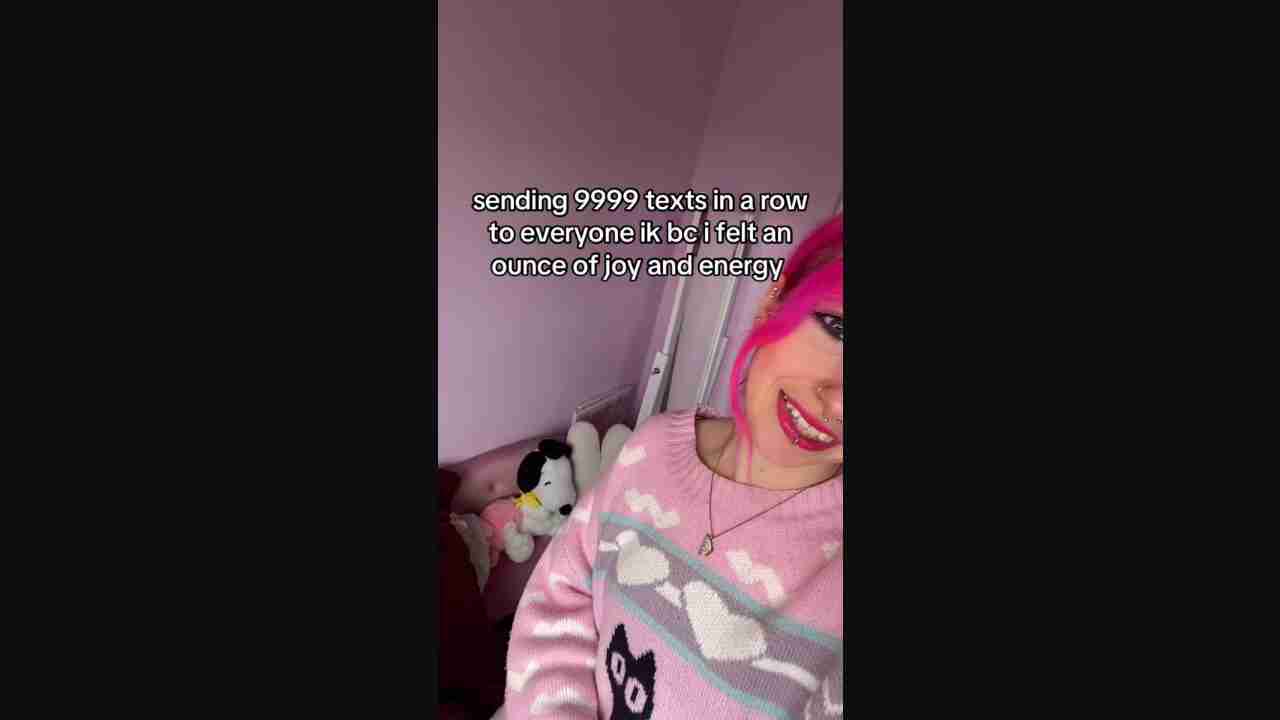 sending 9999 texts in a row
to everyone ik bc i felt an
ounce of joy and energy